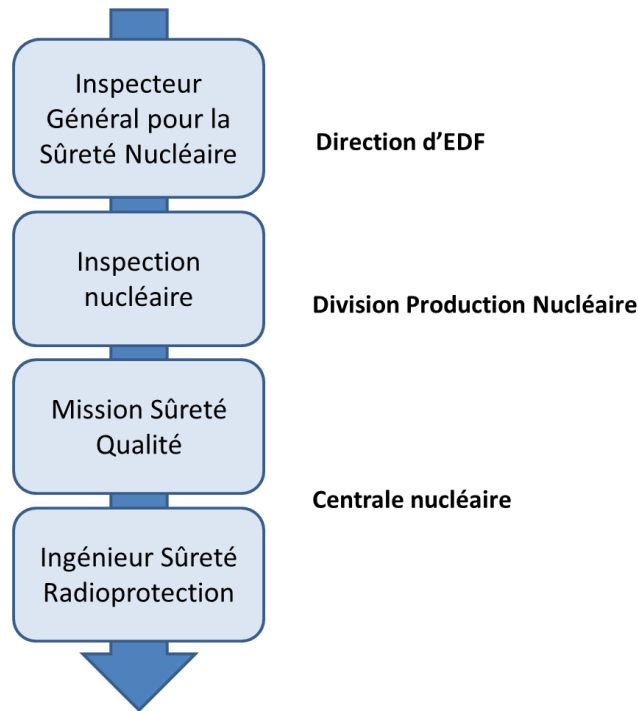 Inspecteur
Général pour la
Sûreté Nucléaire
Direction d’EDF
Inspection
nucléaire
Division Production Nucléaire
Mission Sûreté
Qualité
Centrale nucléaire
Ingénieur Sûreté
Radioprotection